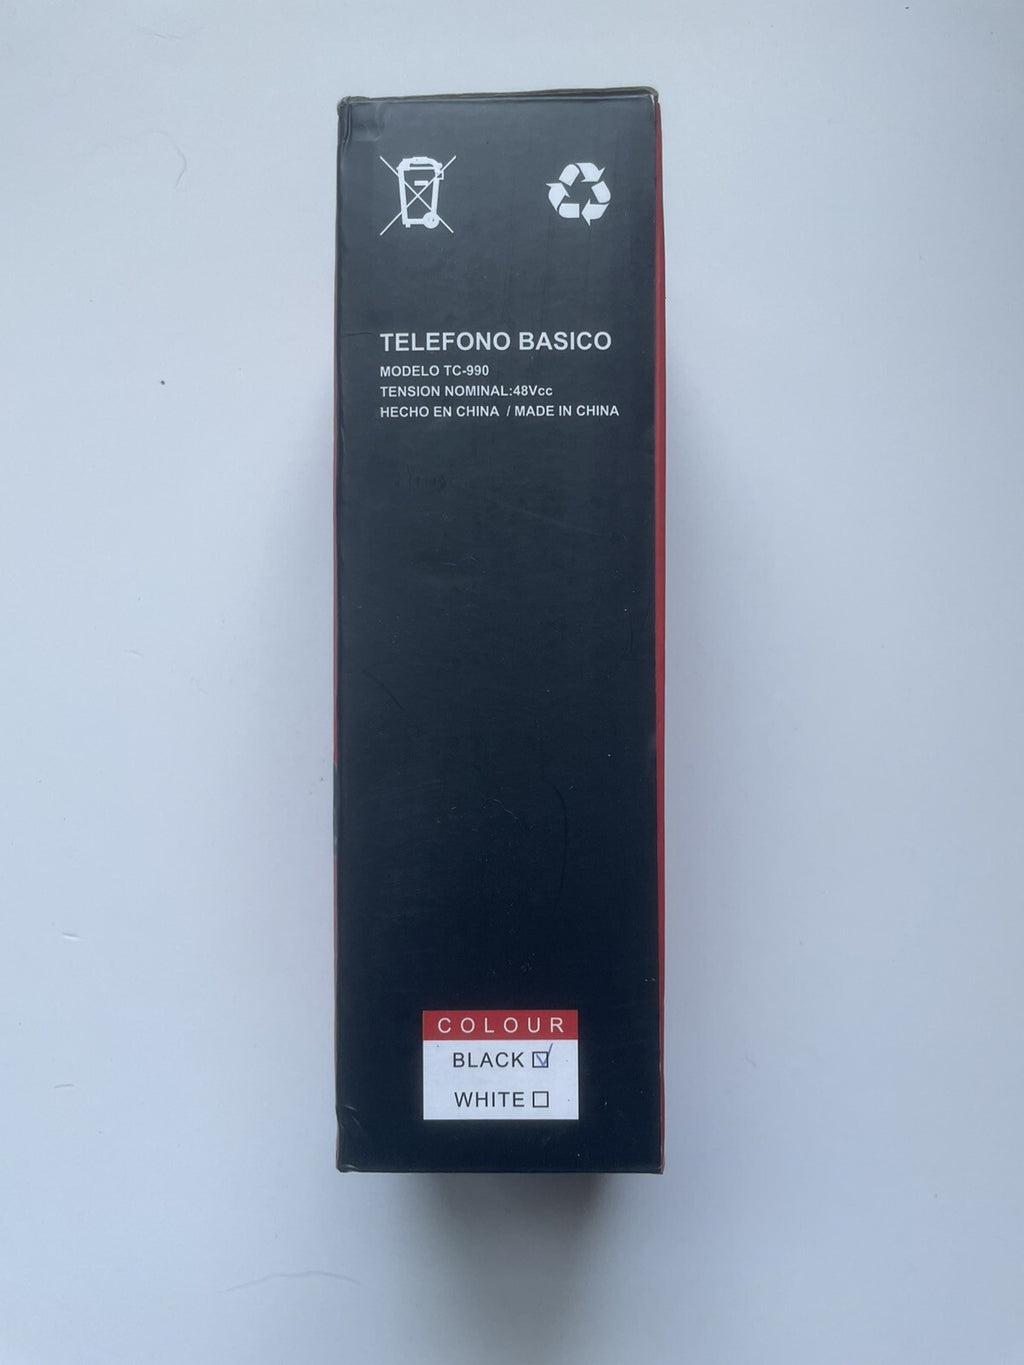 TELEFONO BASICO
MODELO TC-990
TENSION NOMINAL:48Vcc
HECHO EN CHINA / MADE IN CHINA
COLOUR
BLACK ☑
WHITE ☐